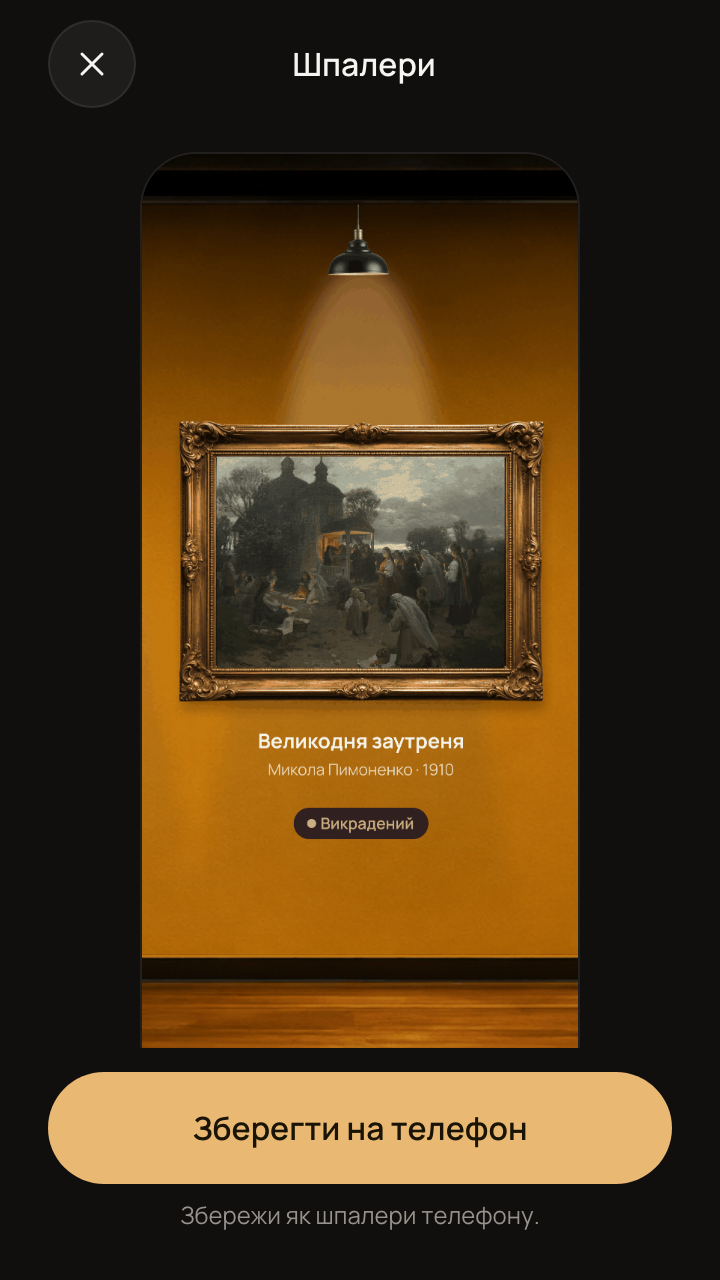 Шпалери
Великодня заутреня
Микола Пимоненко · 1910
Викрадений
Зберегти на телефон
Збережи як шпалери телефону.